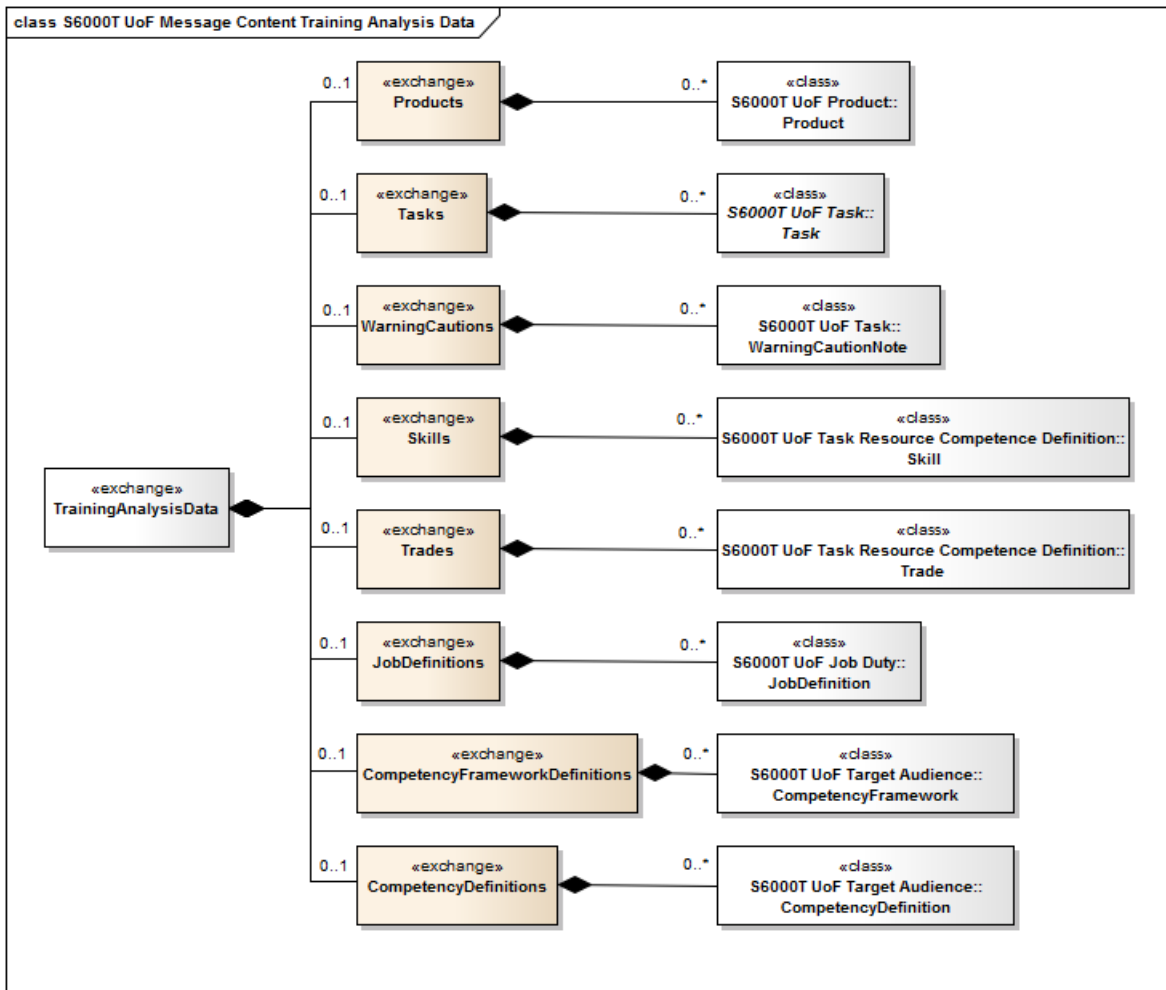 class S6000T UoF Message Content Training Analysis Data
0..1
«exchange»
Products
0..*
«class»
S6000T UoF Product::
Product
0..1
«exchange»
Tasks
0..*
«class»
S6000T UoF Task::
Task
0..1
«exchange»
WarningCautions
0..*
«class»
S6000T UoF Task::
WarningCautionNote
0..1
«exchange»
Skills
0..*
«class»
S6000T UoF Task Resource Competence Definition::
Skill
«exchange»
TrainingAnalysisData
0..1
«exchange»
Trades
0..*
«class»
S6000T UoF Task Resource Competence Definition::
Trade
0..1
«exchange»
JobDefinitions
0..*
«class»
S6000T UoF Job Duty::
JobDefinition
0..1
«exchange»
CompetencyFrameworkDefinitions
0..*
«class»
S6000T UoF Target Audience::
CompetencyFramework
0..1
«exchange»
CompetencyDefinitions
0..*
«class»
S6000T UoF Target Audience::
CompetencyDefinition